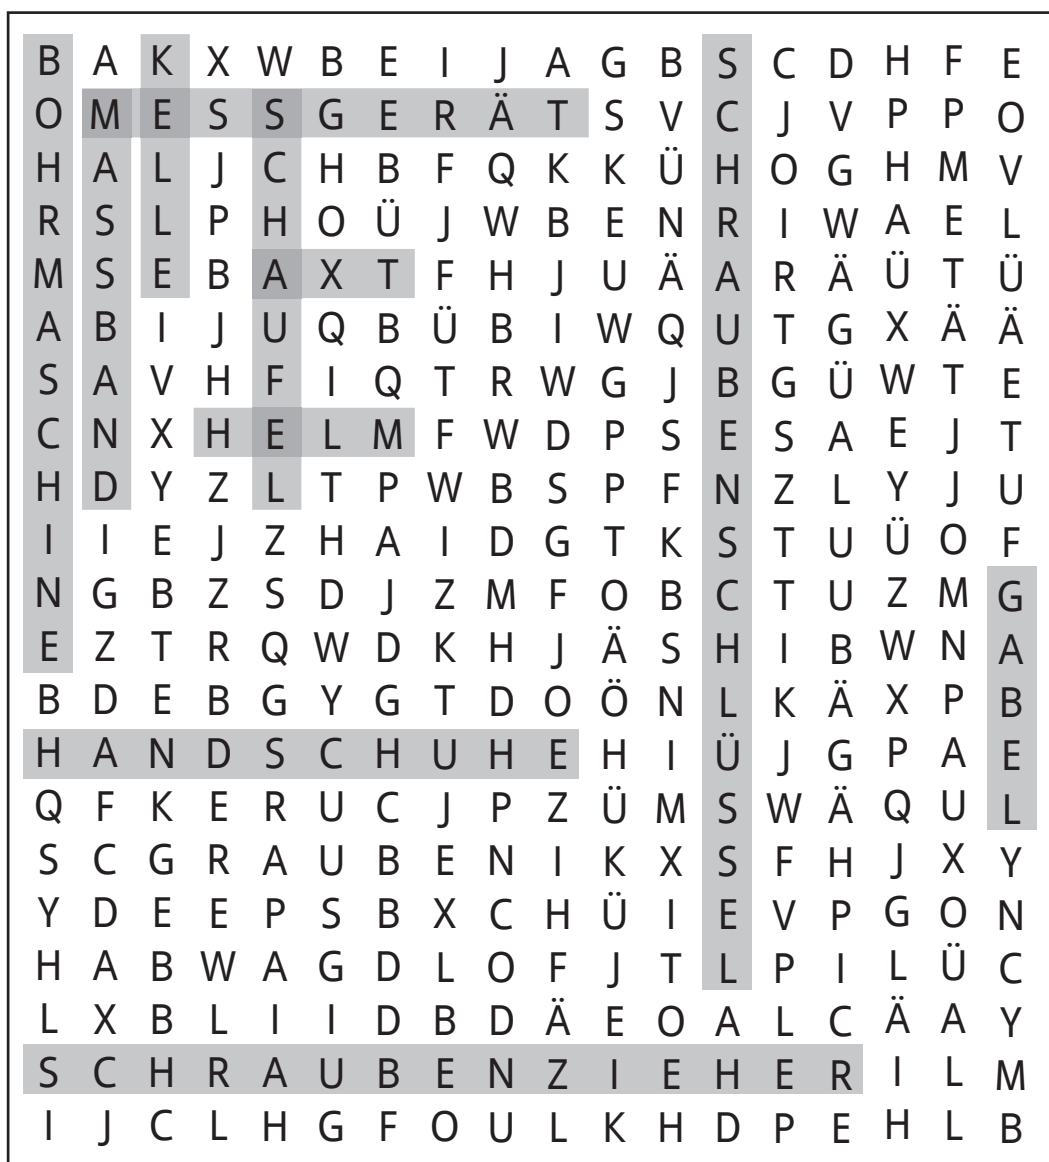 B A K X W B E I J A G B S C D H F E
O M E S S G E R Ä T S V C J V P P O
H A L J C H B F Q K K Ü H O G H M V
R S L P H O Ü J W B E N R I W A E L
M S E B A X T F H J U Ä A R Ä Ü T Ü
A B I J U Q B Ü B I W Q U T G X Ä Ä
S A V H F I Q T R W G J B G Ü W T E
C N X H E L M F W D P S E S A E J T
H D Y Z L T P W B S P F N Z L Y J U
I I E J Z H A I D G T K S T U Ü O F
N G B Z S D J Z M F O B C T U Z M G
E Z T R Q W D K H J Ä S H I B W N A
B D E B G Y G T D O Ö N L K Ä X P B
H A N D S C H U H E H I Ü J G P A E
Q F K E R U C J P Z Ü M S W Ä Q U L
S C G R A U B E N I K X S F H J X Y
Y D E E P S B X C H Ü I E V P G O N
H A B W A G D L O F J T L P I L Ü C
L X B L I I D B D Ä E O A L C Ä A Y
S C H R A U B E N Z I E H E R I L M
I J C L H G F O U L K H D P E H L B